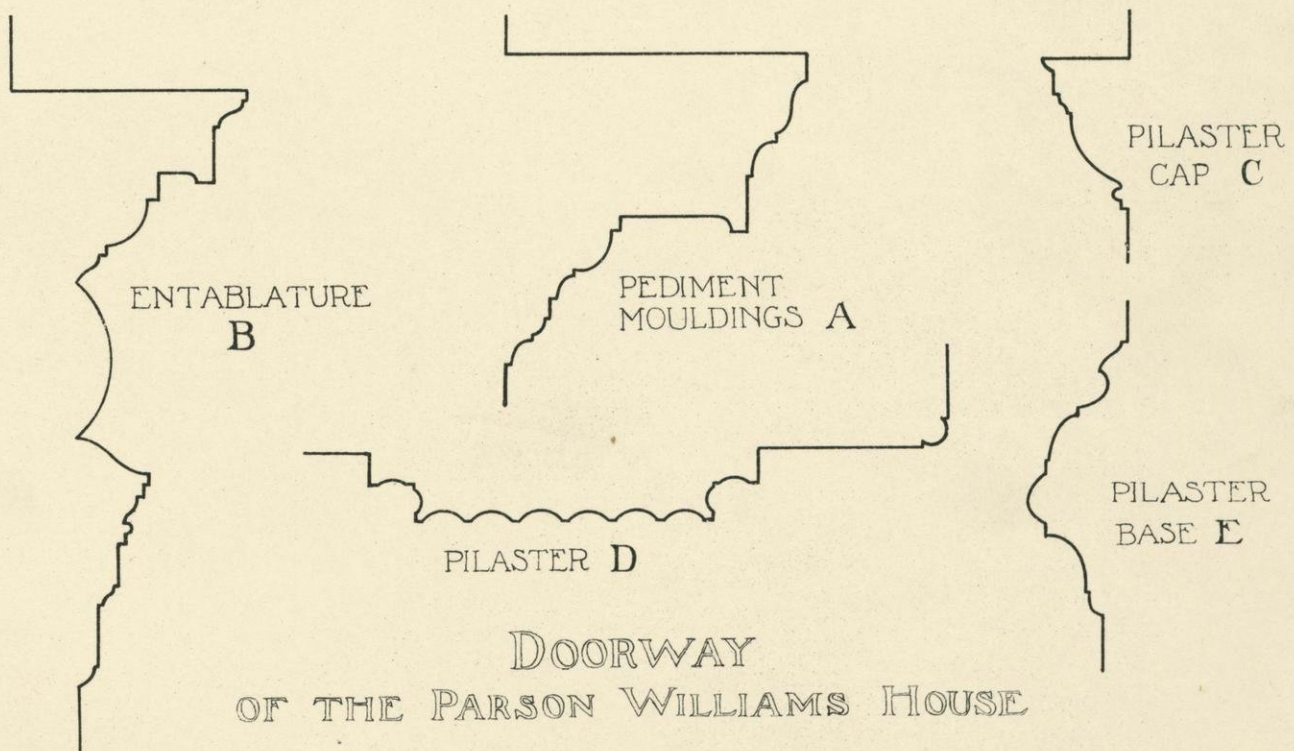 PILASTER
CAP C
ENTABLATURE
B
PEDIMENT
MOULDINGS A
PILASTER
BASE E
PILASTER D
DOORWAY
OF THE PARSON WILLIAMS HOUSE